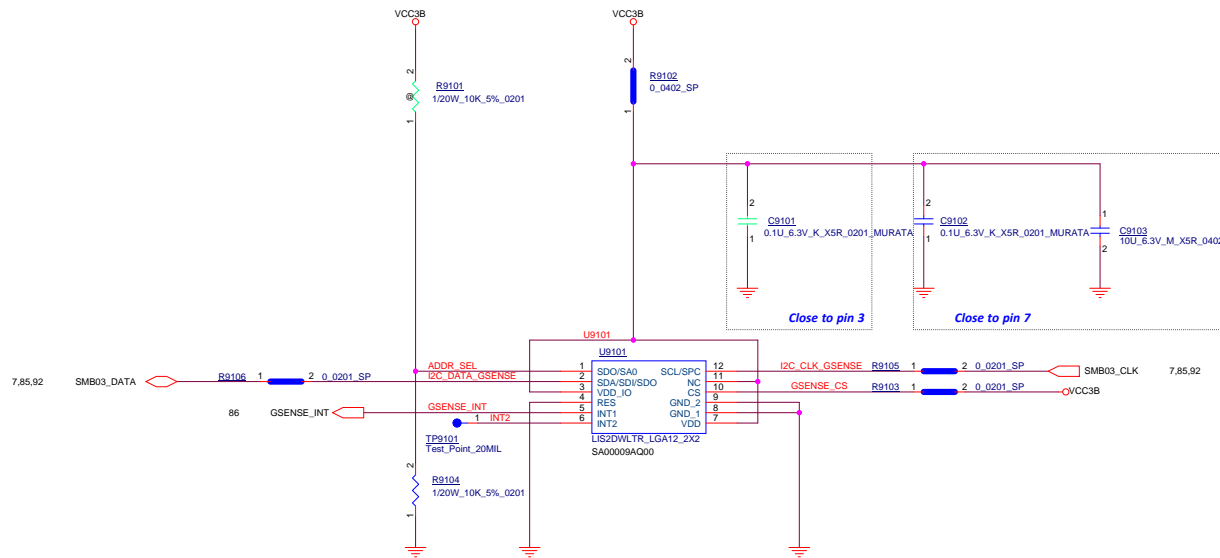 VCC3B
VCC3B
2
R9101
1/20W_10K_5%_0201
@
1
2
R9102
0_0402_SP
1
2
C9101
0.1U_6.3V_K_X5R_0201_MURATA
1
2
C9102
0.1U_6.3V_K_X5R_0201_MURATA
1
1
C9103
10U_6.3V_M_X5R_0402
2
Close to pin 3
Close to pin 7
U9101
U9101
7,85,92
SMB03_DATA
R9106
1
2
0_0201_SP
ADDR_SEL
I2C_DATA_GSENSE
86
GSENSE_INT
GSENSE_INT
INT2
TP9101
1
Test_Point_20MIL
1 SDO/SA0
2 SDA/SDI/SDO
3 VDD_IO
4 RES
5 INT1
6 INT2
SCL/SPC 12
NC 11
CS 10
GND_2 9
GND_1 8
VDD 7
LIS2DWLTR_LGA12_2X2
SA00009AQ00
I2C_CLK_GSENSE
R9105
1
2
0_0201_SP
SMB03_CLK
7,85,92
GSENSE_CS
R9103
1
2
0_0201_SP
VCC3B
2
R9104
1/20W_10K_5%_0201
1